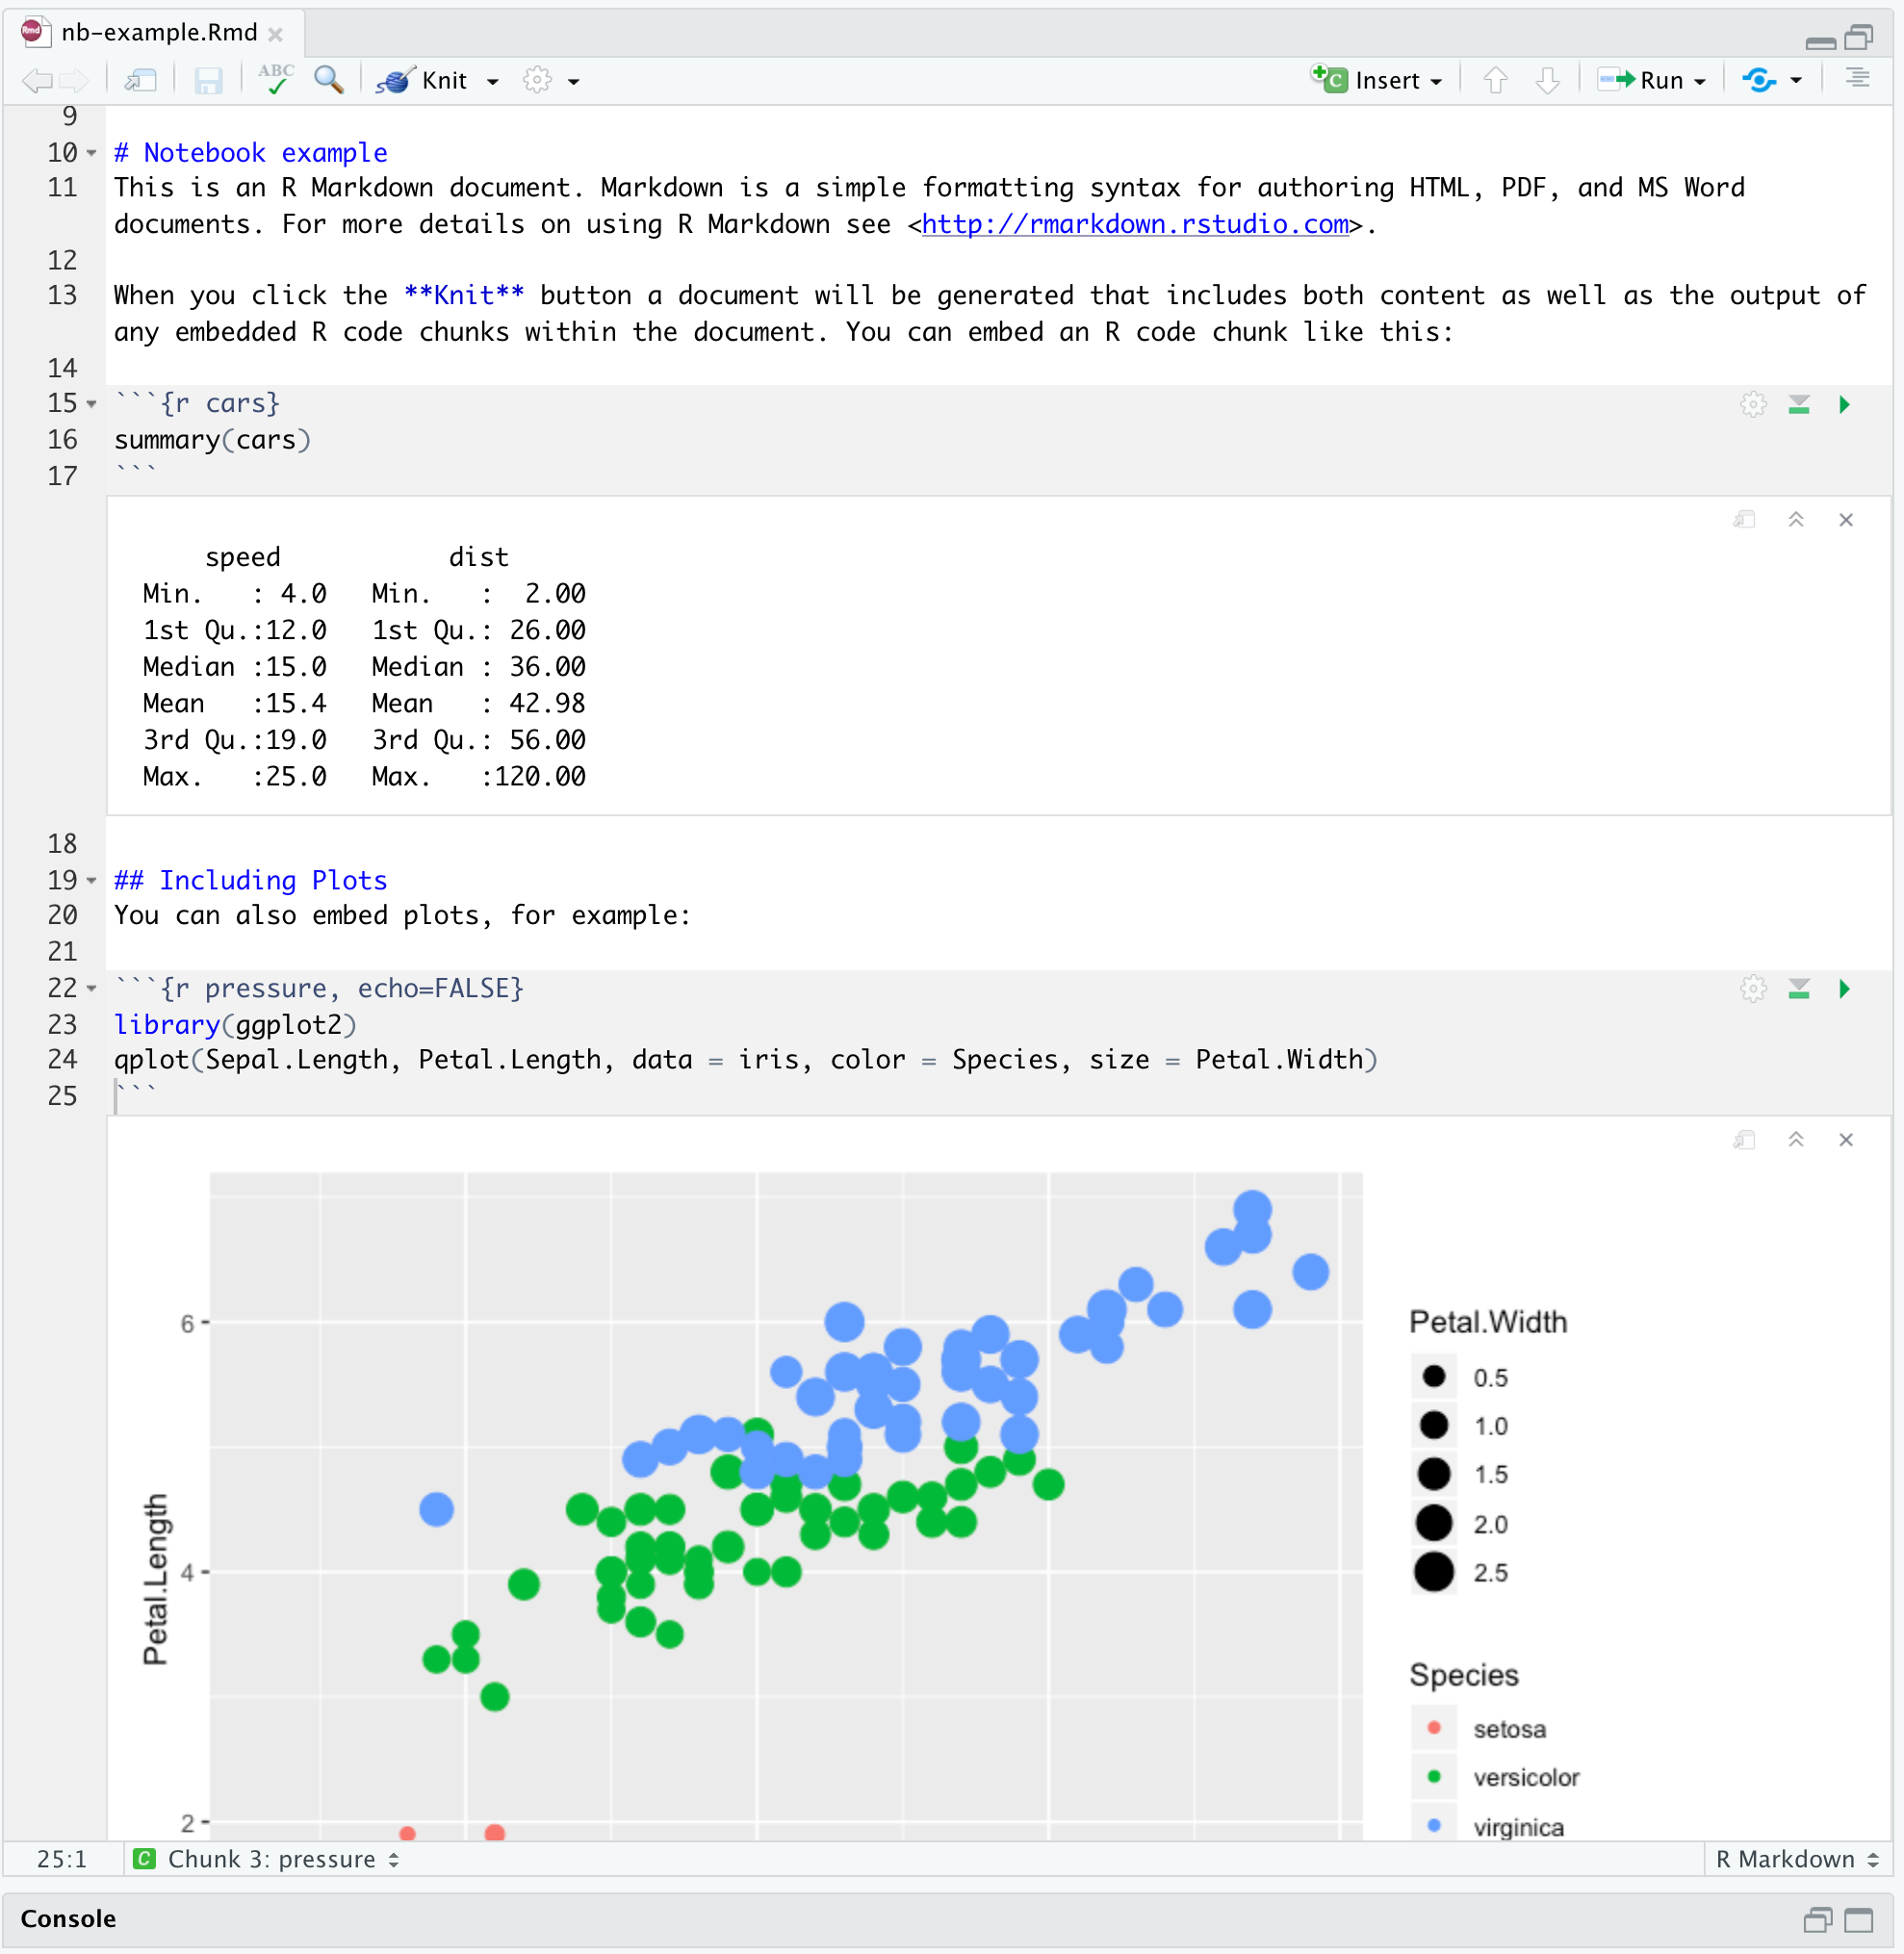 nb-example.Rmd
ABC Knit Insert Run
9
10 # Notebook example
11 This is an R Markdown document. Markdown is a simple formatting syntax for authoring HTML, PDF, and MS Word
documents. For more details on using R Markdown see <http://rmarkdown.rstudio.com>.
12
13 When you click the **Knit** button a document will be generated that includes both content as well as the output of
any embedded R code chunks within the document. You can embed an R code chunk like this:
14
15 ```{r cars}
16 summary(cars)
17 ```
speed dist
Min. : 4.0 Min. : 2.00
1st Qu.:12.0 1st Qu.: 26.00
Median :15.0 Median : 36.00
Mean :15.4 Mean : 42.98
3rd Qu.:19.0 3rd Qu.: 56.00
Max. :25.0 Max. :120.00
18
19 ## Including Plots
20 You can also embed plots, for example:
21
22 ```{r pressure, echo=FALSE}
23 library(ggplot2)
24 qplot(Sepal.Length, Petal.Length, data = iris, color = Species, size = Petal.Width)
25 ```
Petal.Length
6
4
2
Petal.Width
0.5
1.0
1.5
2.0
2.5
Species
setosa
versicolor
virginica
25:1 C Chunk 3: pressure R Markdown
Console